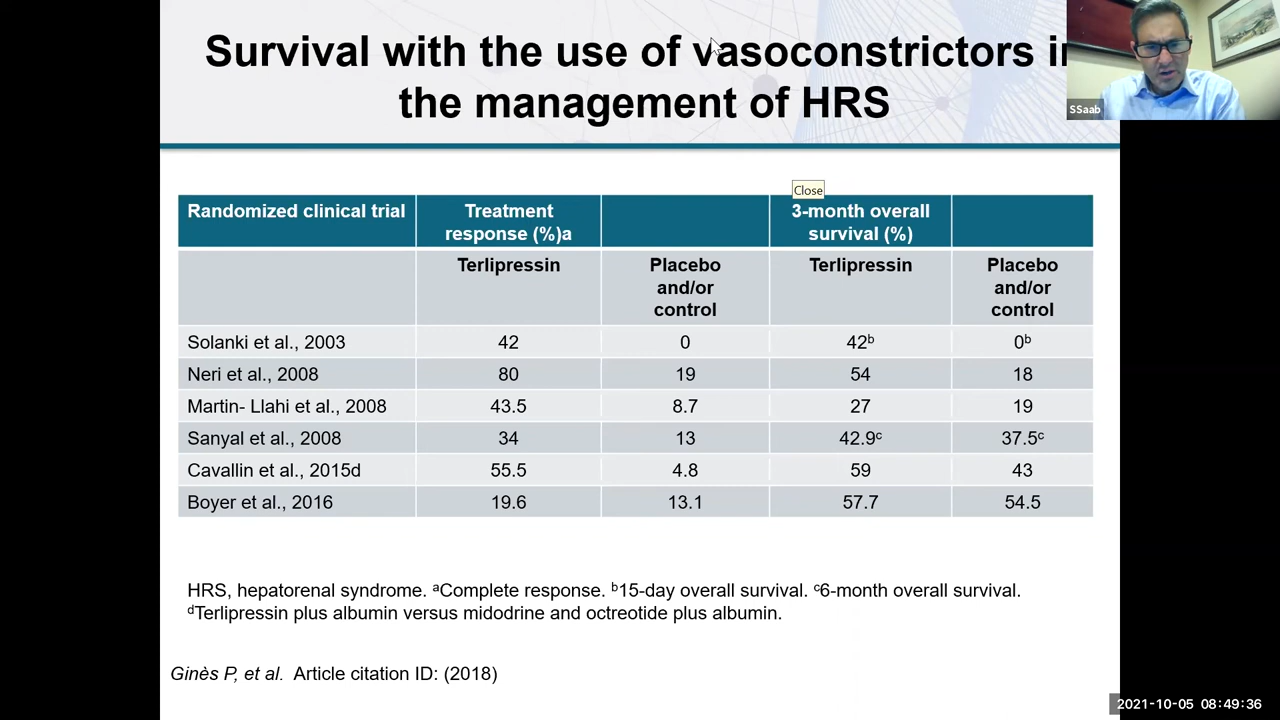 Survival with the use of vasoconstrictors in
the management of HRS
SSaab
Close
Randomized clinical trial	Treatment response (%)a	3-month overall survival (%)
Terlipressin	Placebo and/or control	Terlipressin	Placebo and/or control
Solanki et al., 2003	42	0	42ᵇ	0ᵇ
Neri et al., 2008	80	19	54	18
Martin- Llahi et al., 2008	43.5	8.7	27	19
Sanyal et al., 2008	34	13	42.9ᶜ	37.5ᶜ
Cavallin et al., 2015d	55.5	4.8	59	43
Boyer et al., 2016	19.6	13.1	57.7	54.5
HRS, hepatorenal syndrome. ᵃComplete response. ᵇ15-day overall survival. ᶜ6-month overall survival.
ᵈTerlipressin plus albumin versus midodrine and octreotide plus albumin.
Ginès P, et al. Article citation ID: (2018)
2021-10-05 08:49:36